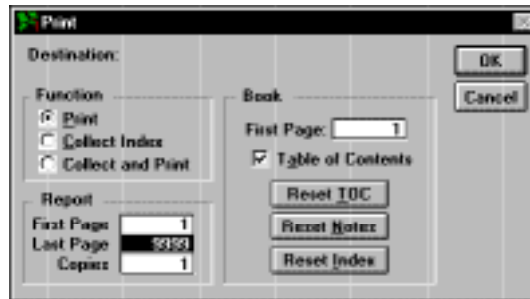 Print
Destination:
OK
Cancel
Function
Print
Collect Index
Collect and Print
Report
First Page 1
Last Page 9999
Copies 1
Book
First Page: 1
Table of Contents
Reset TOC
Reset Notes
Reset Index